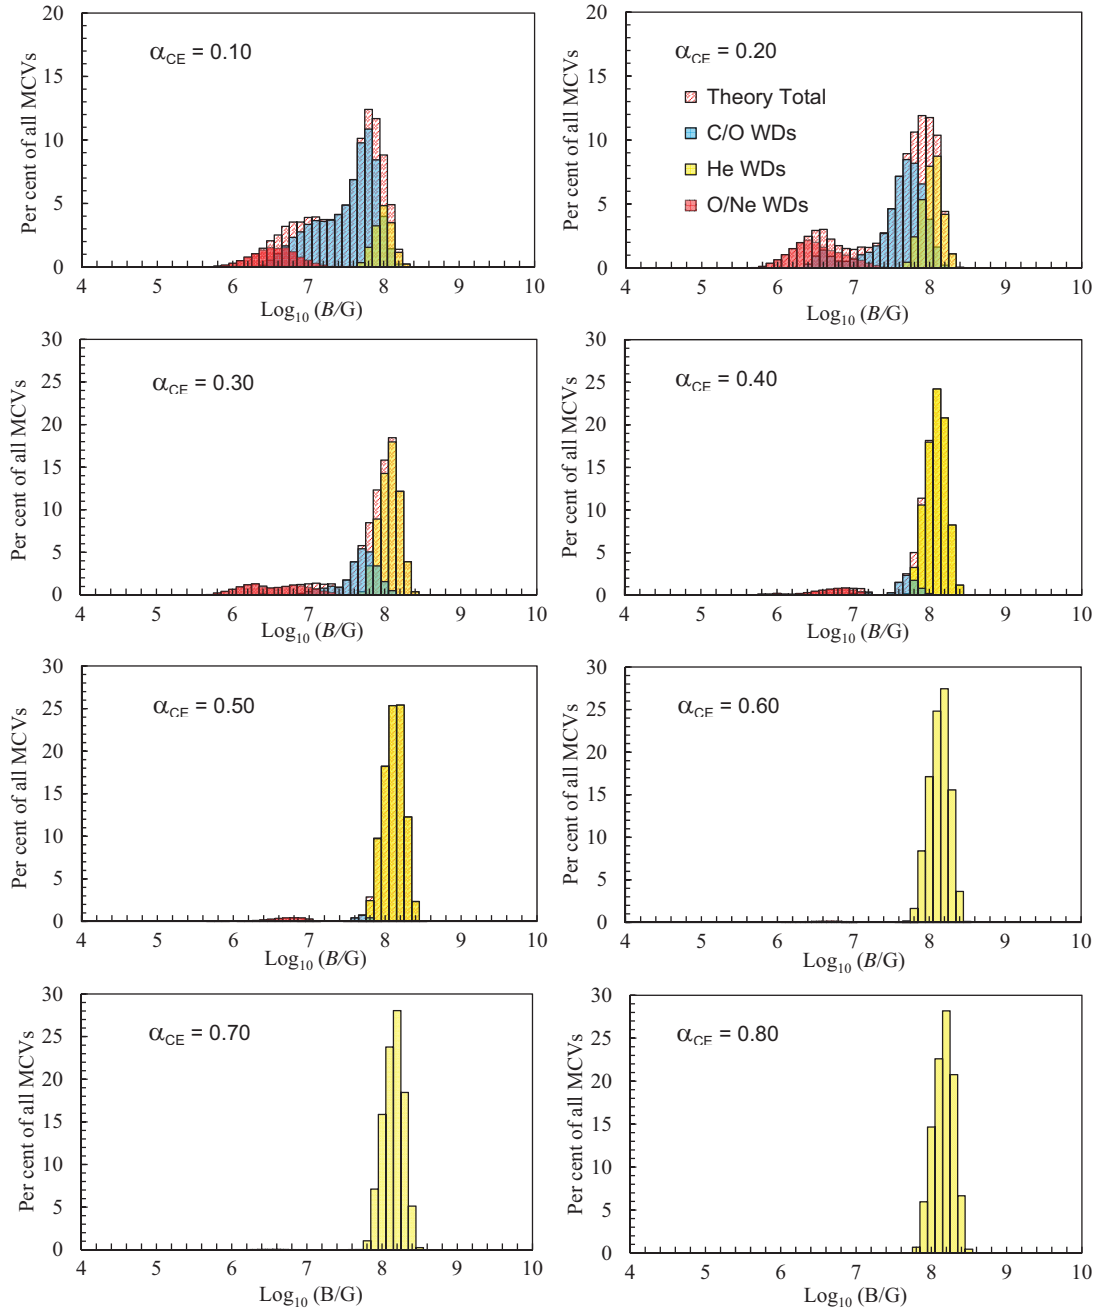 20
15
10
5
0
Per cent of all MCVs
α_CE = 0.10
4 5 6 7 8 9 10
Log₁₀ (B/G)
20
15
10
5
0
Per cent of all MCVs
α_CE = 0.20
Theory Total
C/O WDs
He WDs
O/Ne WDs
4 5 6 7 8 9 10
Log₁₀ (B/G)
30
25
20
15
10
5
0
Per cent of all MCVs
α_CE = 0.30
4 5 6 7 8 9 10
Log₁₀ (B/G)
30
25
20
15
10
5
0
Per cent of all MCVs
α_CE = 0.40
4 5 6 7 8 9 10
Log₁₀ (B/G)
30
25
20
15
10
5
0
Per cent of all MCVs
α_CE = 0.50
4 5 6 7 8 9 10
Log₁₀ (B/G)
30
25
20
15
10
5
0
Per cent of all MCVs
α_CE = 0.60
4 5 6 7 8 9 10
Log₁₀ (B/G)
30
25
20
15
10
5
0
Per cent of all MCVs
α_CE = 0.70
4 5 6 7 8 9 10
Log₁₀ (B/G)
30
25
20
15
10
5
0
Per cent of all MCVs
α_CE = 0.80
4 5 6 7 8 9 10
Log₁₀ (B/G)